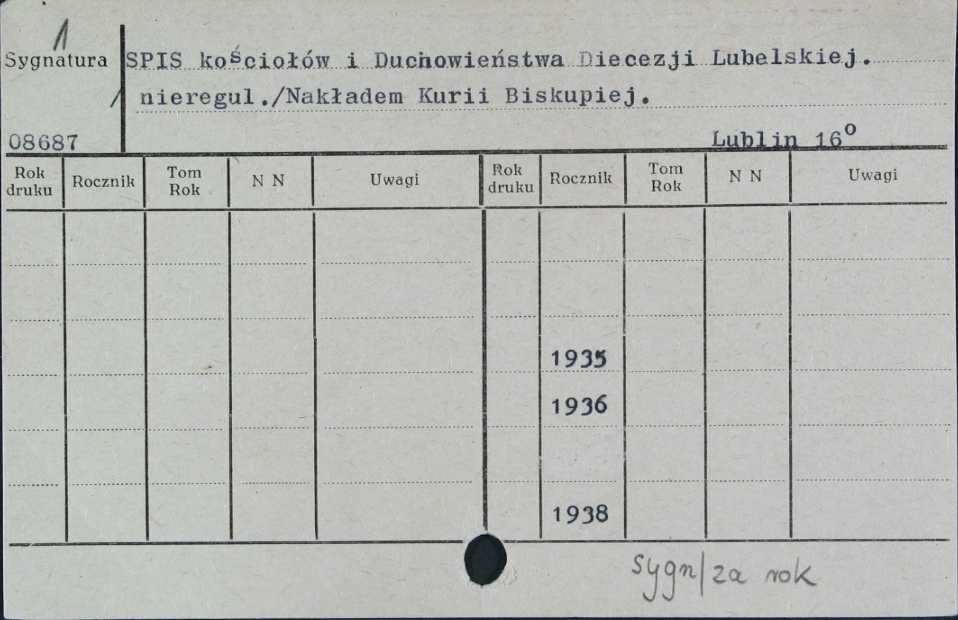 1
Sygnatura SPIS kościołów i Duchowieństwa Diecezji Lubelskiej.
nieregul./Nakładem Kurii Biskupiej.
08687 Lublin 16º
Rok druku Rocznik Tom Rok N N Uwagi Rok druku Rocznik Tom Rok N N Uwagi
1935
1936
1938
sygn/za rok